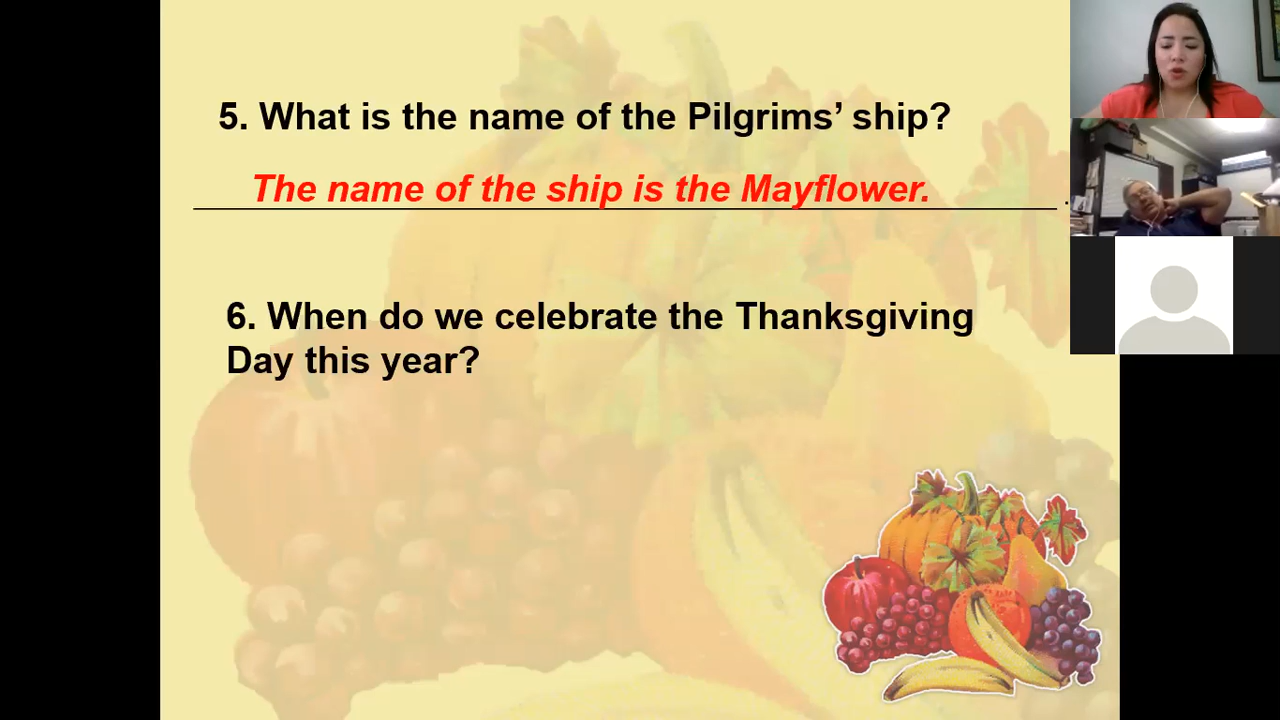 5. What is the name of the Pilgrims’ ship?
The name of the ship is the Mayflower.
.
6. When do we celebrate the Thanksgiving
Day this year?